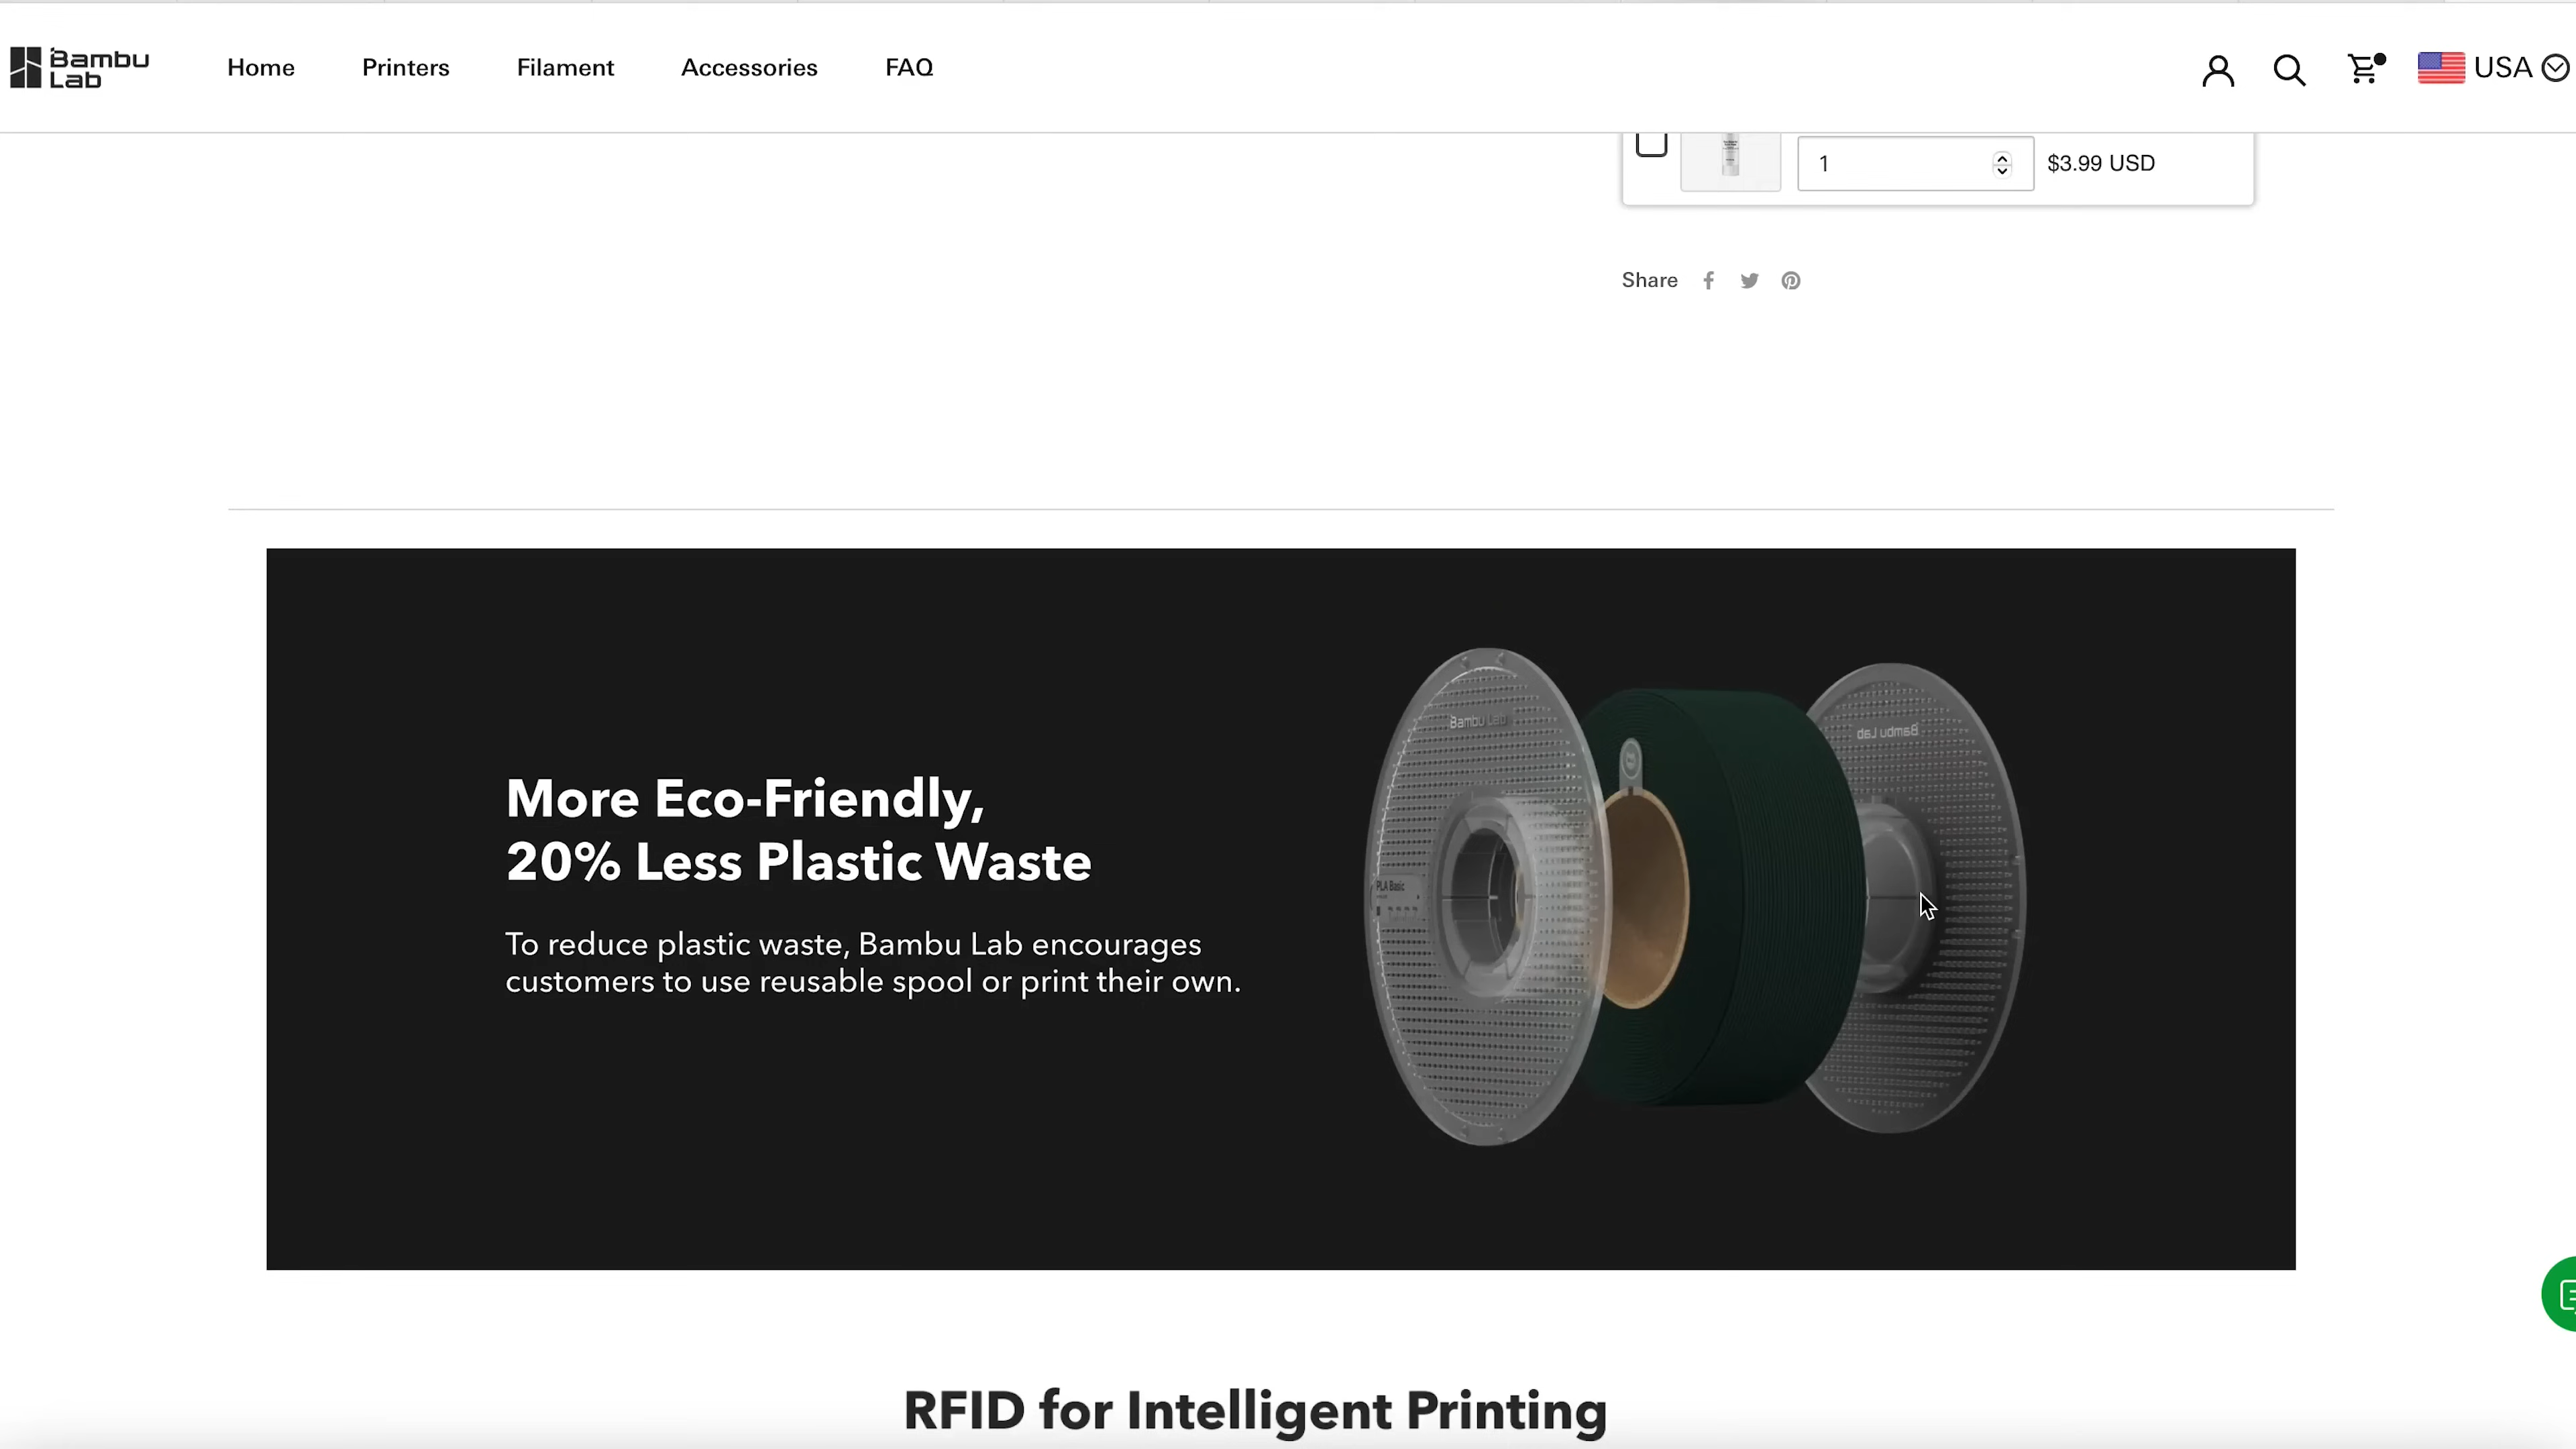 Bambu
Lab
Home
Printers
Filament
Accessories
FAQ
USA
1
$3.99 USD
Share
More Eco-Friendly,
20% Less Plastic Waste
To reduce plastic waste, Bambu Lab encourages
customers to use reusable spool or print their own.
Bambu Lab
Bambu Lab
PLA Basic
RFID for Intelligent Printing